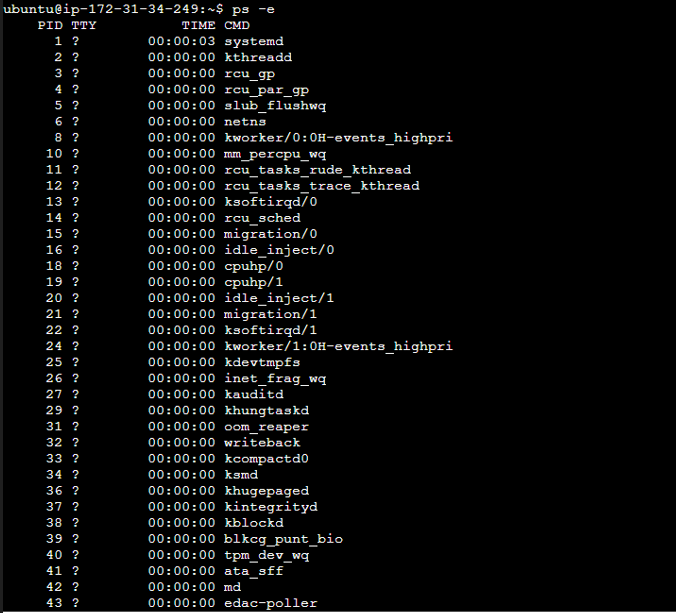 ubuntu@ip-172-31-34-249:~$ ps -e
PID TTY TIME CMD
1 ? 00:00:03 systemd
2 ? 00:00:00 kthreadd
3 ? 00:00:00 rcu_gp
4 ? 00:00:00 rcu_par_gp
5 ? 00:00:00 slub_flushwq
6 ? 00:00:00 netns
8 ? 00:00:00 kworker/0:0H-events_highpri
10 ? 00:00:00 mm_percpu_wq
11 ? 00:00:00 rcu_tasks_rude_kthread
12 ? 00:00:00 rcu_tasks_trace_kthread
13 ? 00:00:00 ksoftirqd/0
14 ? 00:00:00 rcu_sched
15 ? 00:00:00 migration/0
16 ? 00:00:00 idle_inject/0
18 ? 00:00:00 cpuhp/0
19 ? 00:00:00 cpuhp/1
20 ? 00:00:00 idle_inject/1
21 ? 00:00:00 migration/1
22 ? 00:00:00 ksoftirqd/1
24 ? 00:00:00 kworker/1:0H-events_highpri
25 ? 00:00:00 kdevtmpfs
26 ? 00:00:00 inet_frag_wq
27 ? 00:00:00 kauditd
29 ? 00:00:00 khungtaskd
31 ? 00:00:00 oom_reaper
32 ? 00:00:00 writeback
33 ? 00:00:00 kcompactd0
34 ? 00:00:00 ksmd
36 ? 00:00:00 khugepaged
37 ? 00:00:00 kintegrityd
38 ? 00:00:00 kblockd
39 ? 00:00:00 blkcg_punt_bio
40 ? 00:00:00 tpm_dev_wq
41 ? 00:00:00 ata_sff
42 ? 00:00:00 md
43 ? 00:00:00 edac-poller